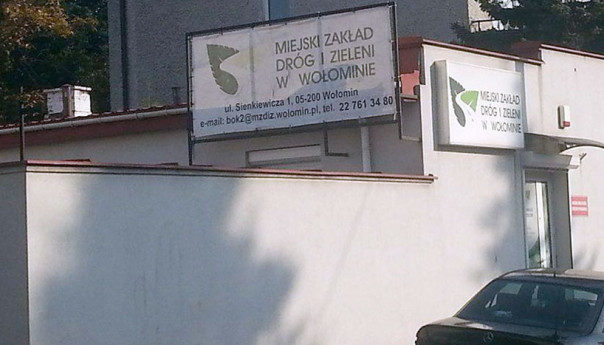 MIEJSKI ZAKŁAD
DRÓG I ZIELENI
W WOŁOMINIE
ul. Sienkiewicza 1, 05-200 Wołomin
e-mail: bok2@mzdiz.wolomin.pl, tel. 22 761 34 80
MIEJSKI ZAKŁAD
DRÓG I ZIELENI
W WOŁOMINIE